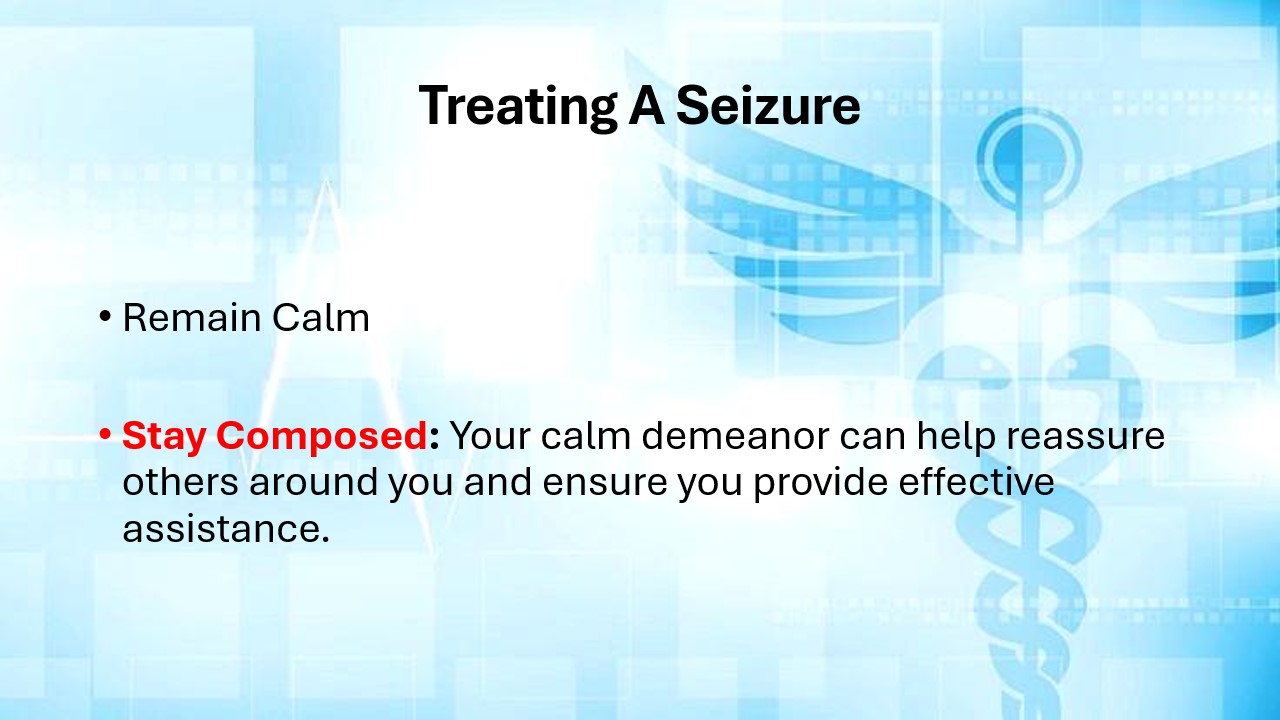 Treating A Seizure
• Remain Calm
• Stay Composed: Your calm demeanor can help reassure
others around you and ensure you provide effective
assistance.